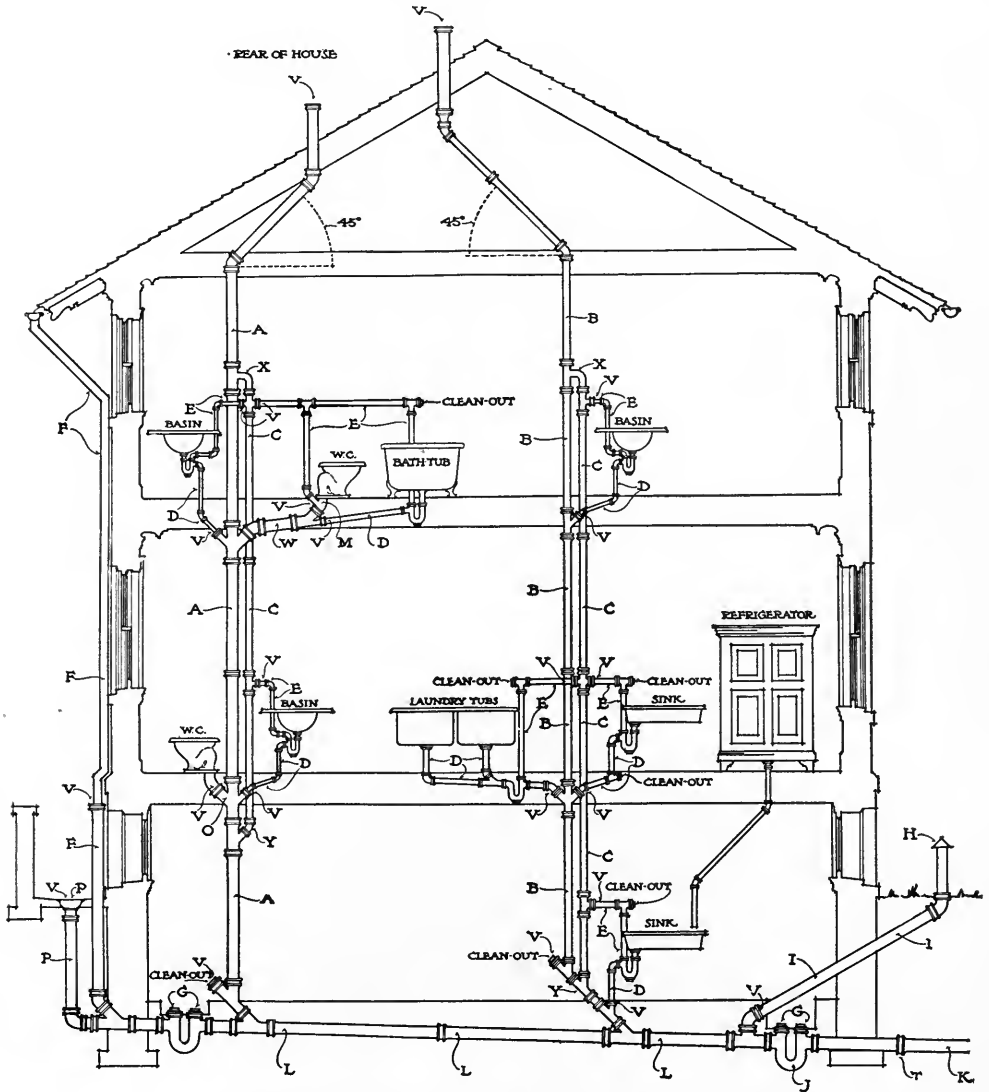 V
· REAR OF HOUSE
V
45°
45°
A
B
X
X
V
E
E
V
E
CLEAN-OUT
BASIN
V
C
E
B
BASIN
F
W.C.
BATH TUB
C
D
V
D
W
V
M
D
V
V
A
C
B
C
REFRIGERATOR
V
V
V
F
E
CLEAN-OUT
CLEAN-OUT
BASIN
LAUNDRY TUBS
E
E
SINK
B
C
W.C.
D
D
D
CLEAN-OUT
V
V
V
V
V
O
Y
F
H
C
V
B
CLEAN-OUT
A
V
P
E
SINK
V
P
CLEAN-OUT
I
I
CLEAN-OUT
V
Y
D
V
G
V
G
L
L
L
J
T
K